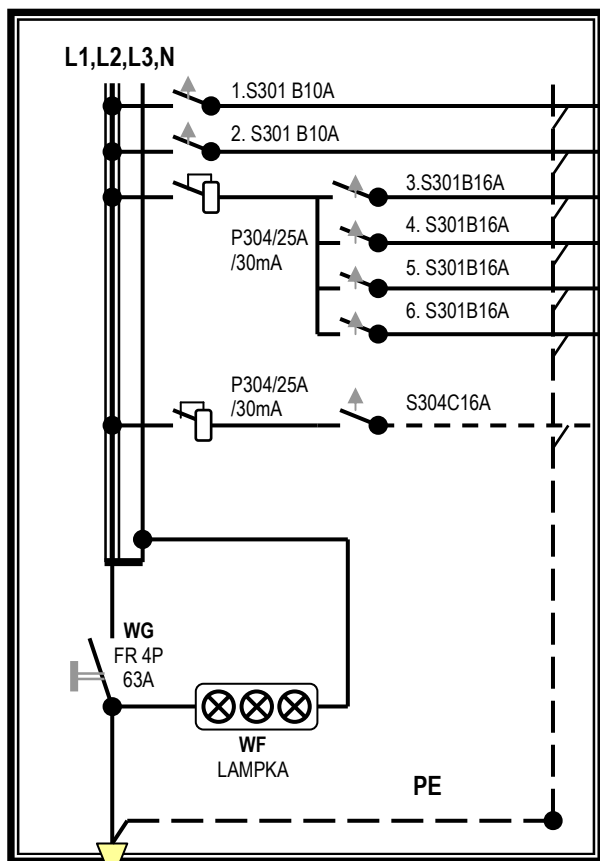 L1,L2,L3,N
1.S301 B10A
2. S301 B10A
3.S301B16A
P304/25A
/30mA
4. S301B16A
5. S301B16A
6. S301B16A
P304/25A
/30mA
S304C16A
WG
FR 4P
63A
WF
LAMPKA
PE